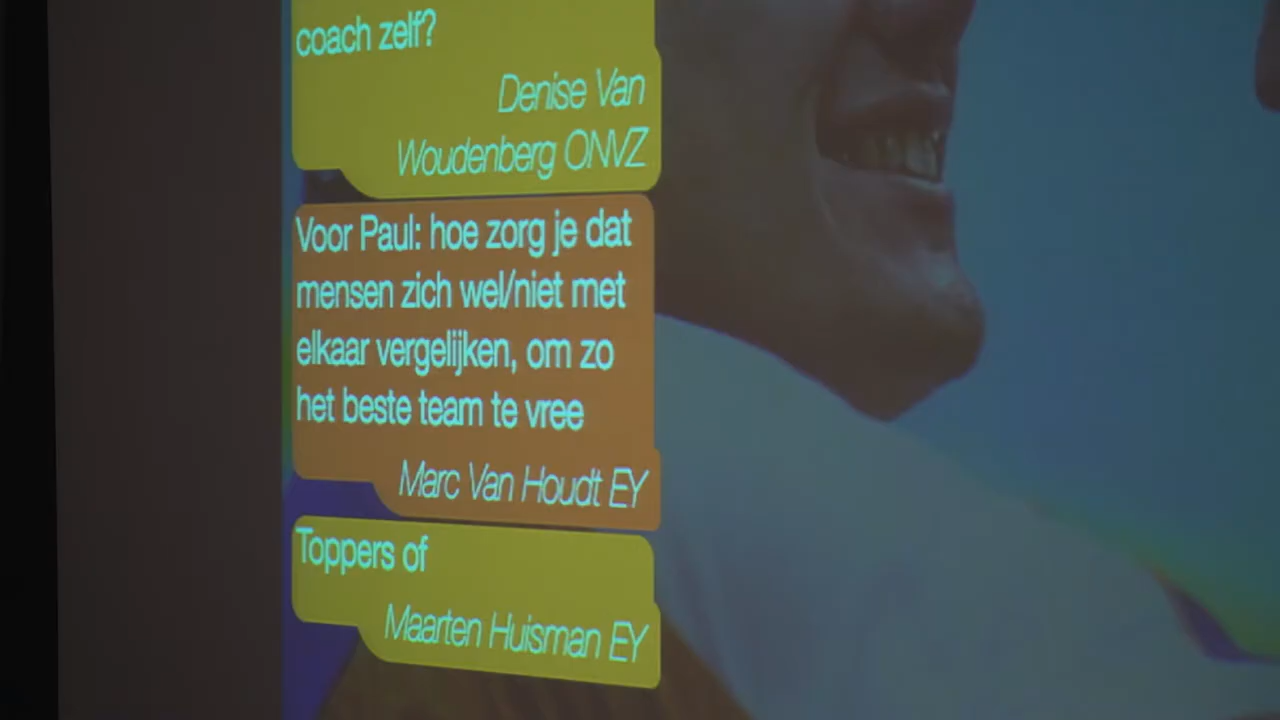 coach zelf?
Denise Van
Woudenberg ONVZ
Voor Paul: hoe zorg je dat
mensen zich wel/niet met
elkaar vergelijken, om zo
het beste team te vree
Marc Van Houdt EY
Toppers of
Maarten Huisman EY